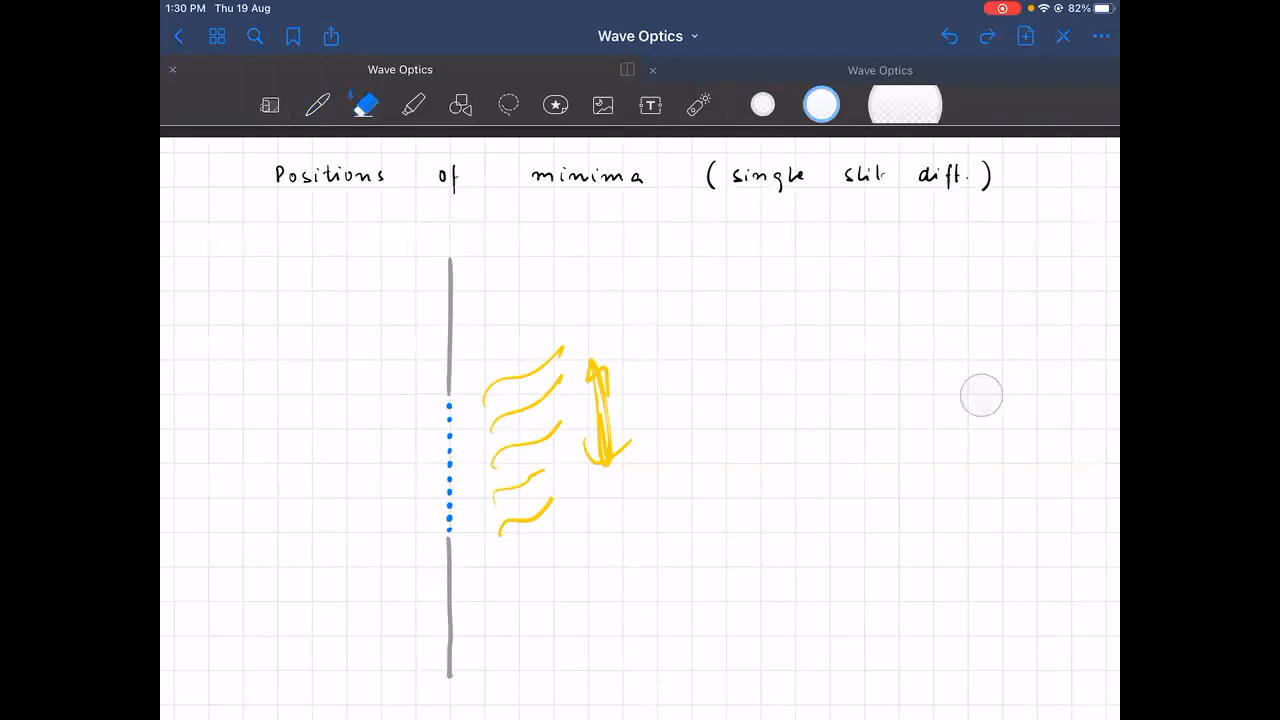 1:30 PM Thu 19 Aug
82%
Wave Optics
Wave Optics
Wave Optics
T
Positions of minima (single slit diff.)